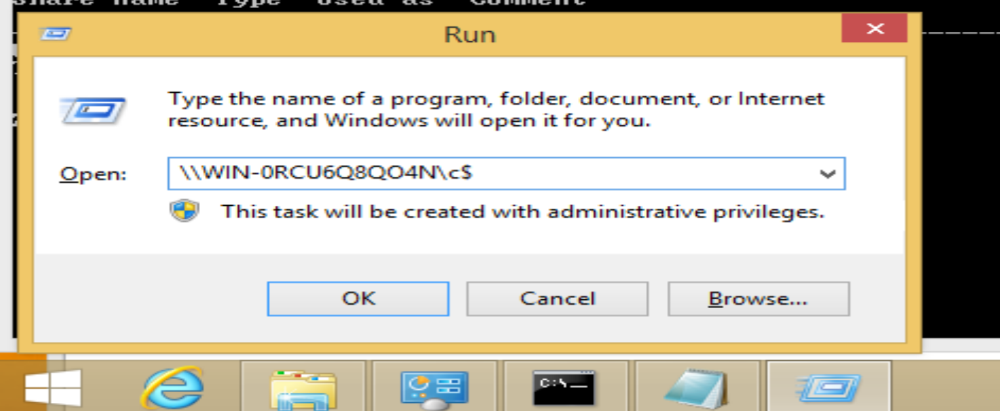 Share name Type Used as Comment
Run
Type the name of a program, folder, document, or Internet
resource, and Windows will open it for you.
Open: \\WIN-0RCU6Q8QO4N\c$
This task will be created with administrative privileges.
OK Cancel Browse...
C:\_